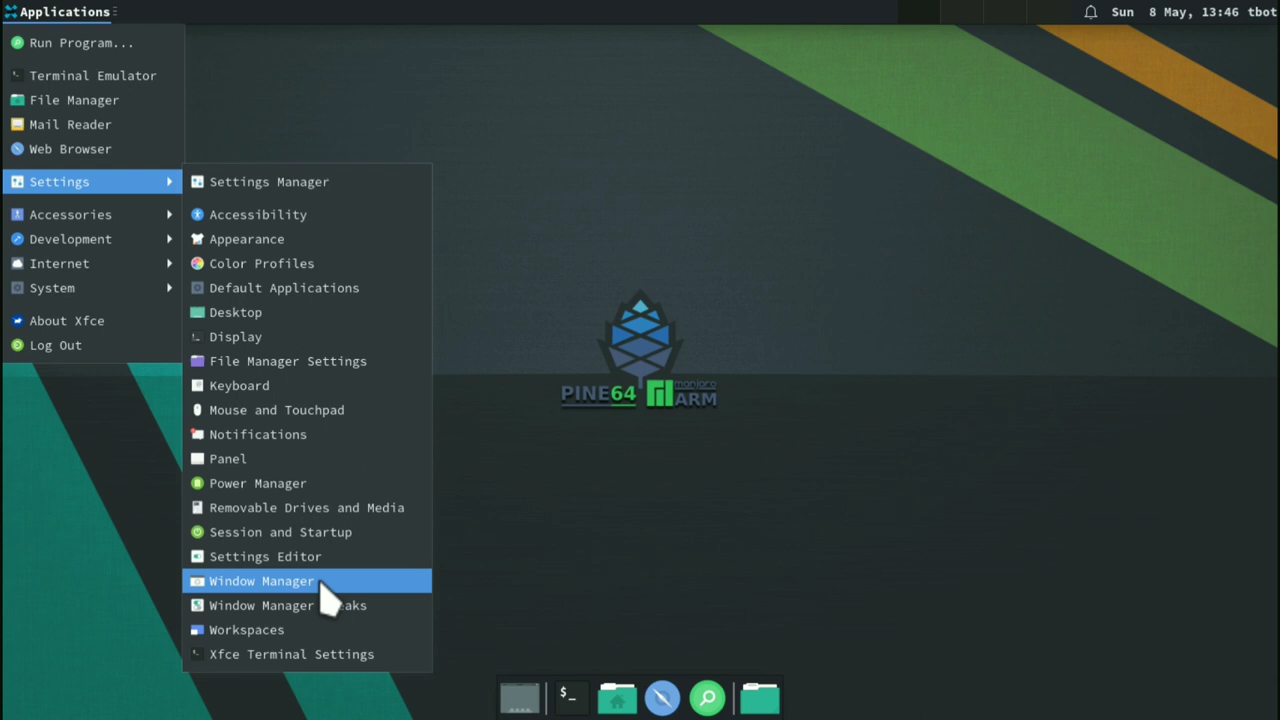 Applications
Sun 8 May, 13:46 tbot
Run Program...
Terminal Emulator
File Manager
Mail Reader
Web Browser
Settings
Accessories
Development
Internet
System
About Xfce
Log Out
Settings Manager
Accessibility
Appearance
Color Profiles
Default Applications
Desktop
Display
File Manager Settings
Keyboard
Mouse and Touchpad
Notifications
Panel
Power Manager
Removable Drives and Media
Session and Startup
Settings Editor
Window Manager
Window Manager
Workspaces
Xfce Terminal Settings
PINE64 manjaro ARM
$_